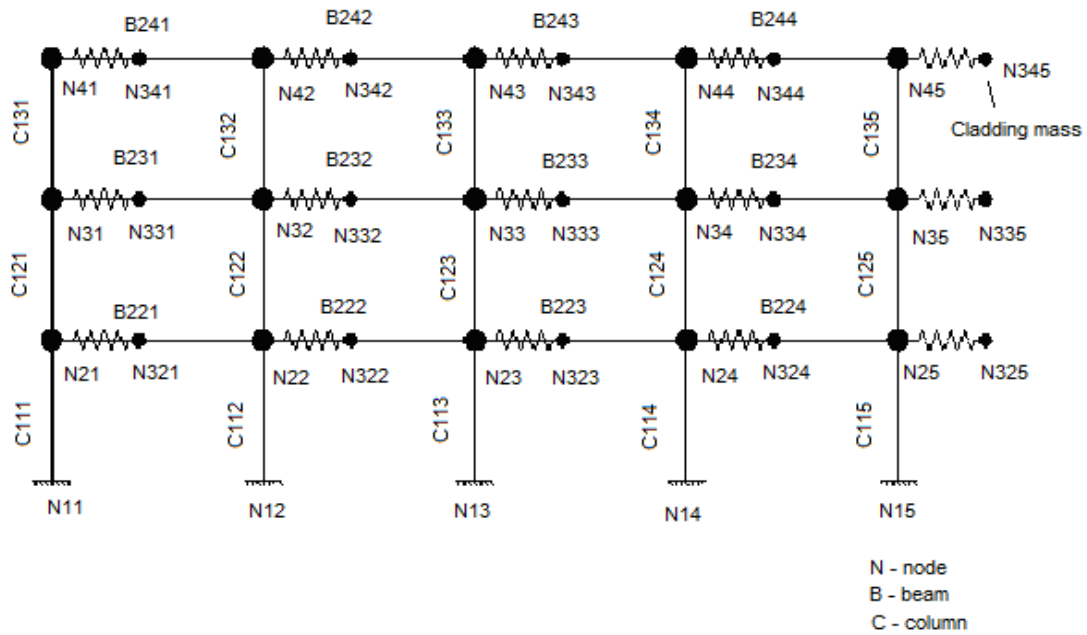 B241 B242 B243 B244
N41 N341 N42 N342 N43 N343 N44 N344 N45 N345
Cladding mass
C131 C132 C133 C134 C135
B231 B232 B233 B234
N31 N331 N32 N332 N33 N333 N34 N334 N35 N335
C121 C122 C123 C124 C125
B221 B222 B223 B224
N21 N321 N22 N322 N23 N323 N24 N324 N25 N325
C111 C112 C113 C114 C115
N11 N12 N13 N14 N15
N - node
B - beam
C - column